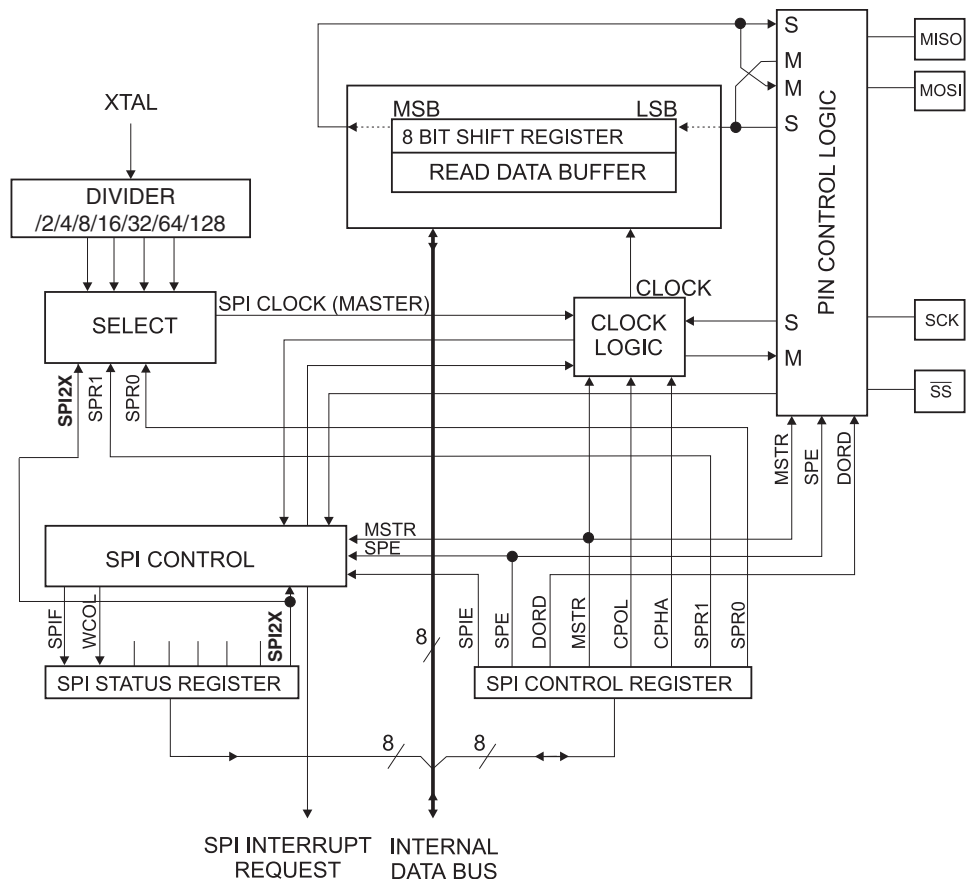 S
MISO
M
MOSI
M
XTAL
MSB
LSB
S
8 BIT SHIFT REGISTER
READ DATA BUFFER
PIN CONTROL LOGIC
DIVIDER
/2/4/8/16/32/64/128
SPI CLOCK (MASTER)
CLOCK
SELECT
CLOCK
LOGIC
S
SCK
M
SPI2X
SPR1
SPR0
SS
MSTR
SPE
DORD
MSTR
SPE
SPI CONTROL
SPIF
WCOL
SPI2X
8
SPIE
SPE
DORD
MSTR
CPOL
CPHA
SPR1
SPR0
SPI STATUS REGISTER
SPI CONTROL REGISTER
8
8
SPI INTERRUPT
REQUEST
INTERNAL
DATA BUS